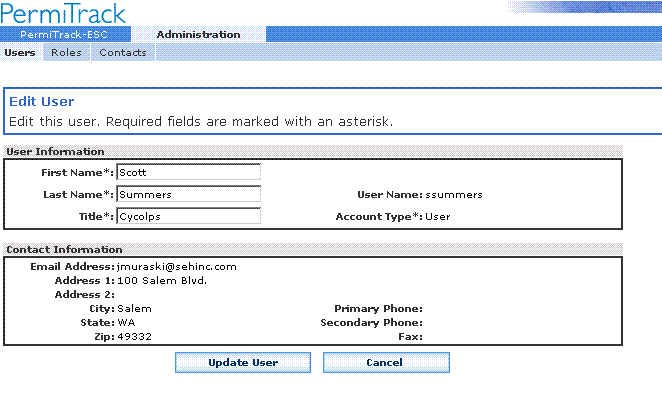 PermiTrack
PermiTrack-ESC Administration
Users Roles Contacts
Edit User
Edit this user. Required fields are marked with an asterisk.
User Information
First Name*: Scott
Last Name*: Summers User Name: ssummers
Title*: Cycolps Account Type*: User
Contact Information
Email Address: jmuraski@sehinc.com
Address 1: 100 Salem Blvd.
Address 2:
City: Salem Primary Phone:
State: WA Secondary Phone:
Zip: 49332 Fax:
Update User Cancel